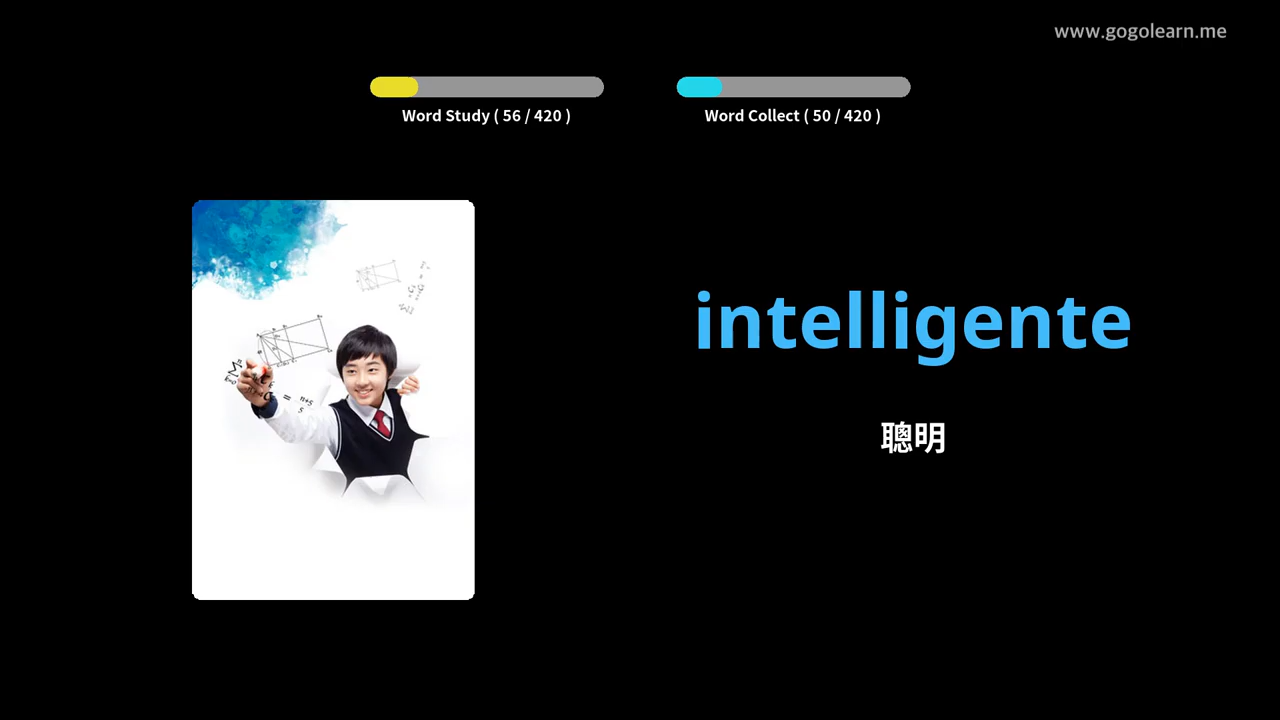 www.gogolearn.me
Word Study ( 56 / 420 )
Word Collect ( 50 / 420 )
intelligente
聰明